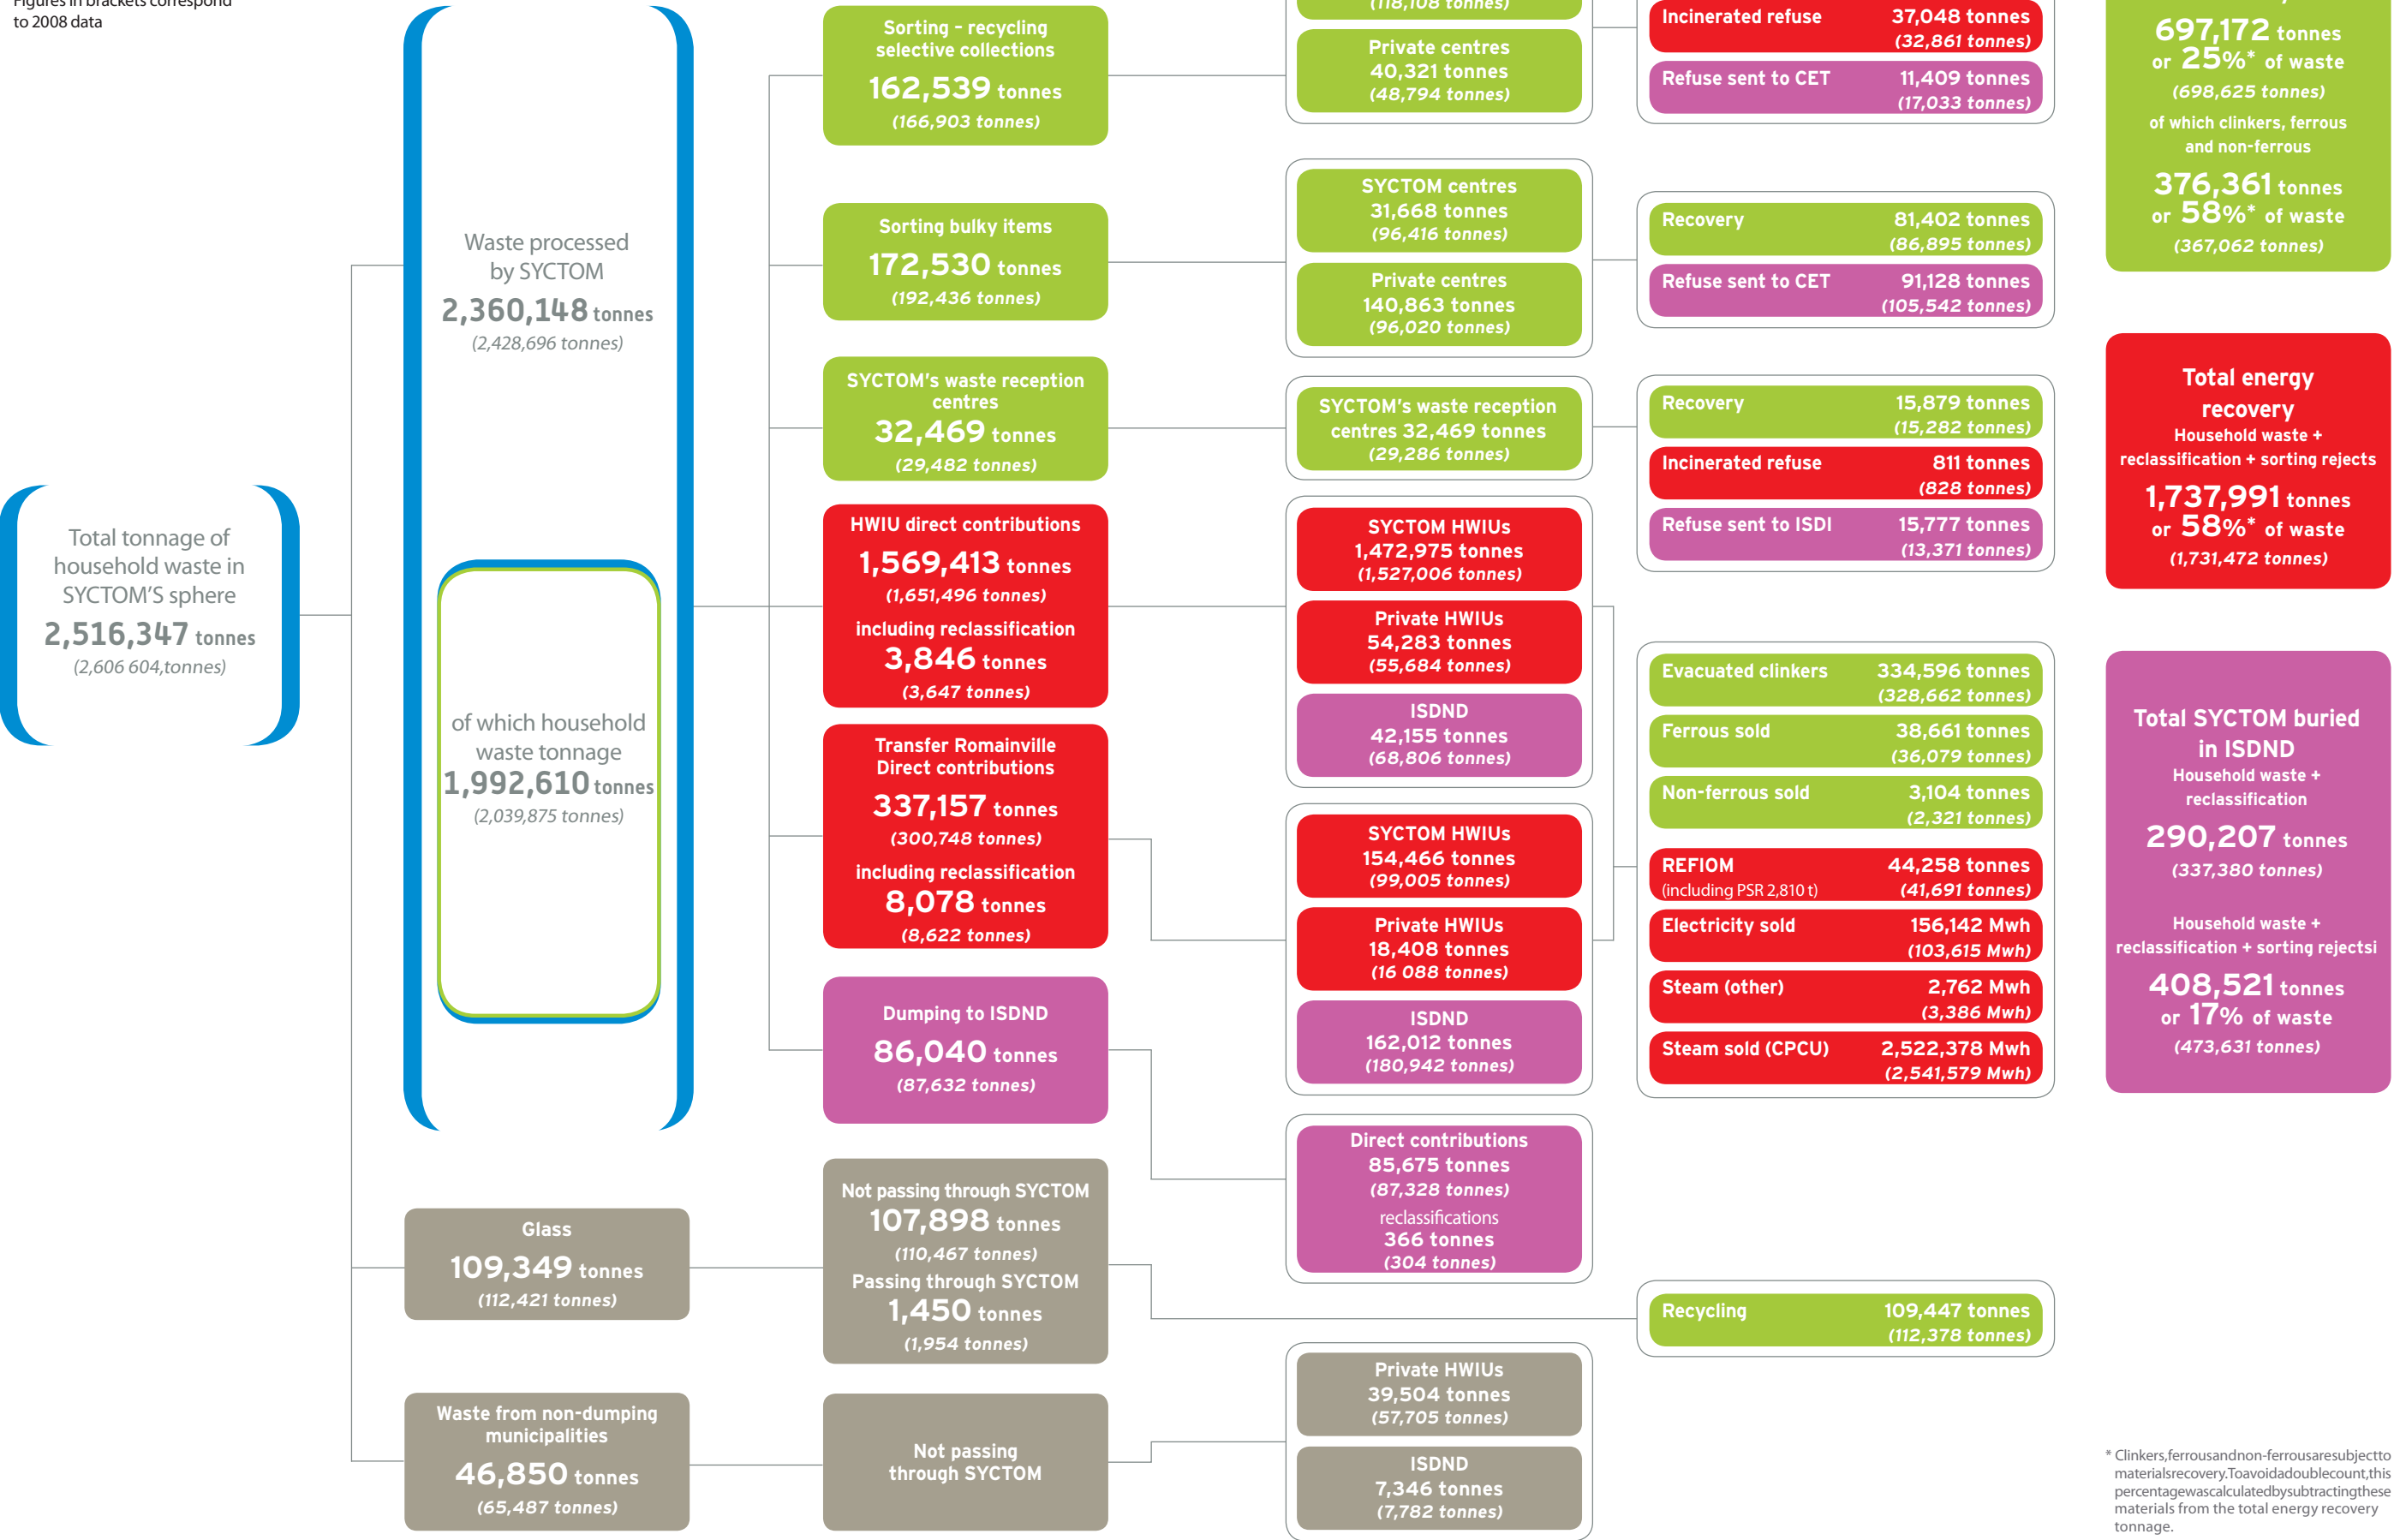 Figures in brackets correspond
to 2008 data
Total tonnage of
household waste in
SYCTOM'S sphere
2,516,347 tonnes
(2,606 604,tonnes)
Waste processed
by SYCTOM
2,360,148 tonnes
(2,428,696 tonnes)
of which household
waste tonnage
1,992,610 tonnes
(2,039,875 tonnes)
Glass
109,349 tonnes
(112,421 tonnes)
Waste from non-dumping
municipalities
46,850 tonnes
(65,487 tonnes)
Sorting – recycling
selective collections
162,539 tonnes
(166,903 tonnes)
Sorting bulky items
172,530 tonnes
(192,436 tonnes)
SYCTOM's waste reception
centres
32,469 tonnes
(29,482 tonnes)
HWIU direct contributions
1,569,413 tonnes
(1,651,496 tonnes)
including reclassification
3,846 tonnes
(3,647 tonnes)
Transfer Romainville
Direct contributions
337,157 tonnes
(300,748 tonnes)
including reclassification
8,078 tonnes
(8,622 tonnes)
Dumping to ISDND
86,040 tonnes
(87,632 tonnes)
Not passing through SYCTOM
107,898 tonnes
(110,467 tonnes)
Passing through SYCTOM
1,450 tonnes
(1,954 tonnes)
Not passing
through SYCTOM
(118,108 tonnes)
Private centres
40,321 tonnes
(48,794 tonnes)
SYCTOM centres
31,668 tonnes
(96,416 tonnes)
Private centres
140,863 tonnes
(96,020 tonnes)
SYCTOM's waste reception
centres 32,469 tonnes
(29,286 tonnes)
SYCTOM HWIUs
1,472,975 tonnes
(1,527,006 tonnes)
Private HWIUs
54,283 tonnes
(55,684 tonnes)
ISDND
42,155 tonnes
(68,806 tonnes)
SYCTOM HWIUs
154,466 tonnes
(99,005 tonnes)
Private HWIUs
18,408 tonnes
(16 088 tonnes)
ISDND
162,012 tonnes
(180,942 tonnes)
Direct contributions
85,675 tonnes
(87,328 tonnes)
reclassifications
366 tonnes
(304 tonnes)
Private HWIUs
39,504 tonnes
(57,705 tonnes)
ISDND
7,346 tonnes
(7,782 tonnes)
Incinerated refuse 37,048 tonnes
(32,861 tonnes)
Refuse sent to CET 11,409 tonnes
(17,033 tonnes)
Recovery 81,402 tonnes
(86,895 tonnes)
Refuse sent to CET 91,128 tonnes
(105,542 tonnes)
Recovery 15,879 tonnes
(15,282 tonnes)
Incinerated refuse 811 tonnes
(828 tonnes)
Refuse sent to ISDI 15,777 tonnes
(13,371 tonnes)
Evacuated clinkers 334,596 tonnes
(328,662 tonnes)
Ferrous sold 38,661 tonnes
(36,079 tonnes)
Non-ferrous sold 3,104 tonnes
(2,321 tonnes)
REFIOM 44,258 tonnes
(including PSR 2,810 t) (41,691 tonnes)
Electricity sold 156,142 Mwh
(103,615 Mwh)
Steam (other) 2,762 Mwh
(3,386 Mwh)
Steam sold (CPCU) 2,522,378 Mwh
(2,541,579 Mwh)
Recycling 109,447 tonnes
(112,378 tonnes)
697,172 tonnes
or 25%* of waste
(698,625 tonnes)
of which clinkers, ferrous
and non-ferrous
376,361 tonnes
or 58%* of waste
(367,062 tonnes)
Total energy
recovery
Household waste +
reclassification + sorting rejects
1,737,991 tonnes
or 58%* of waste
(1,731,472 tonnes)
Total SYCTOM buried
in ISDND
Household waste +
reclassification
290,207 tonnes
(337,380 tonnes)
Household waste +
reclassification + sorting rejectsi
408,521 tonnes
or 17% of waste
(473,631 tonnes)
* Clinkers,ferrousandnon-ferrousaresubjectto
materialsrecovery.Toavoidadoublecount,this
percentagewascalculatedbysubtractingthese
materials from the total energy recovery
tonnage.